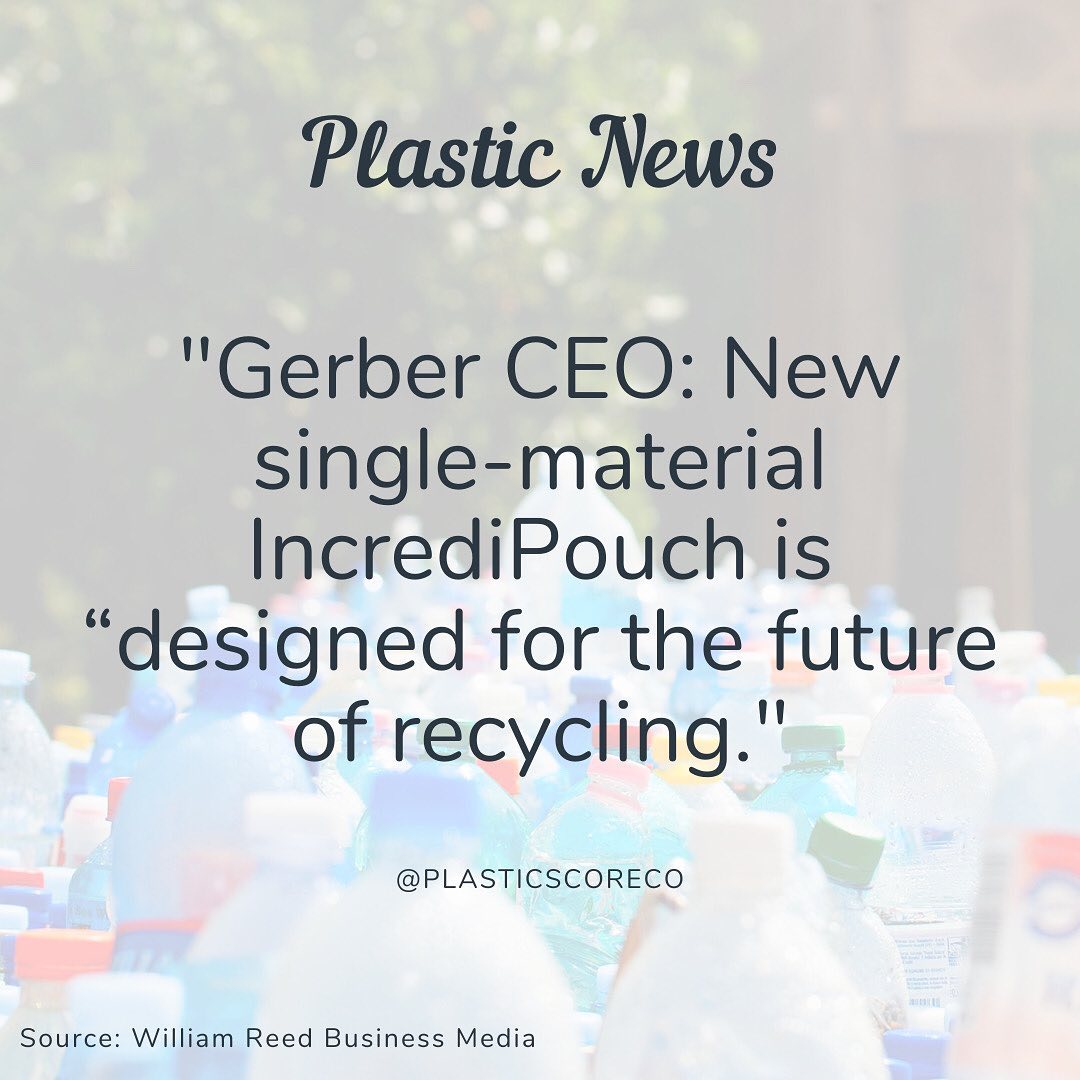 Plastic News
"Gerber CEO: New
single-material
IncrediPouch is
“designed for the future
of recycling."
@PLASTICSCORECO
Source: William Reed Business Media